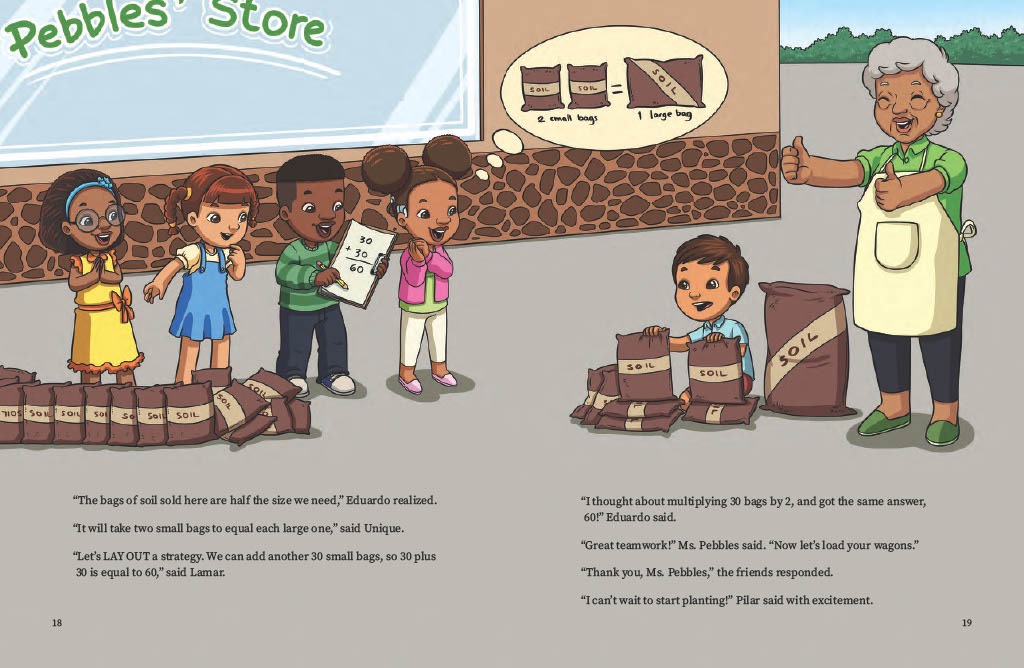 Pebbles' Store
SOIL SOIL = SOIL
2 small bags 1 large bag
30
+ 30
60
SOIL
SOIL
SOIL
SOIL SOIL SOIL SOIL SO SOIL SOIL
SOIL
“The bags of soil sold here are half the size we need,” Eduardo realized.
“It will take two small bags to equal each large one,” said Unique.
“Let’s LAY OUT a strategy. We can add another 30 small bags, so 30 plus
30 is equal to 60,” said Lamar.
18
“I thought about multiplying 30 bags by 2, and got the same answer,
60!” Eduardo said.
“Great teamwork!” Ms. Pebbles said. “Now let’s load your wagons.”
“Thank you, Ms. Pebbles,” the friends responded.
“I can’t wait to start planting!” Pilar said with excitement.
19